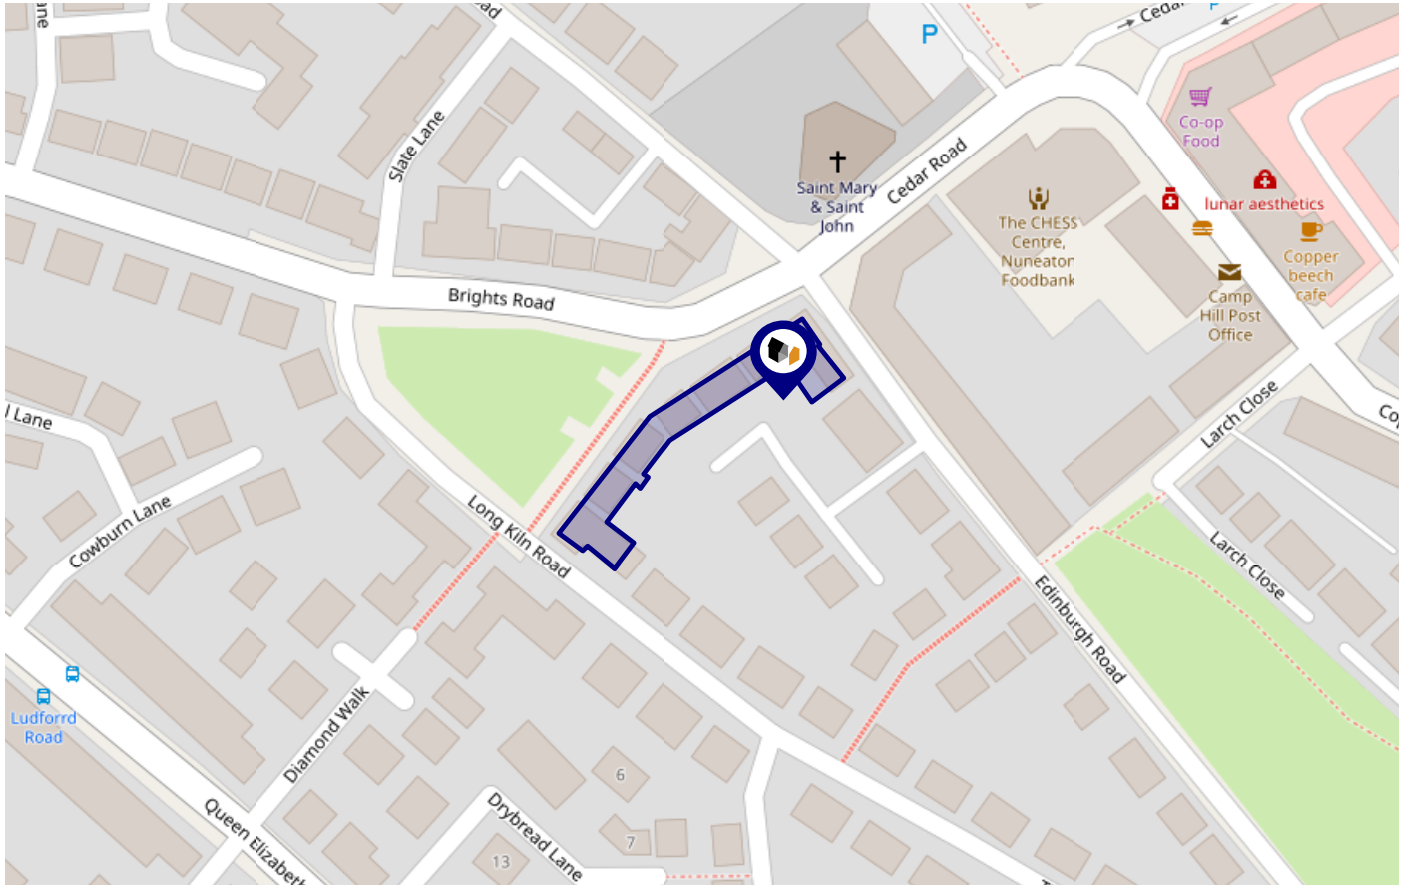 Cedar
P
Co-op
Food
Slate Lane
Cedar Road
Saint Mary
& Saint
John
The CHESS
Centre,
Nuneaton
Foodbank
lunar aesthetics
Copper
beech
cafe
Camp
Hill Post
Office
Brights Road
Larch Close
Lane
Long Kiln Road
Cowburn Lane
Larch Close
Edinburgh Road
Ludforrd
Road
Diamond Walk
6
7
13
Drybread Lane
Queen Elizabeth